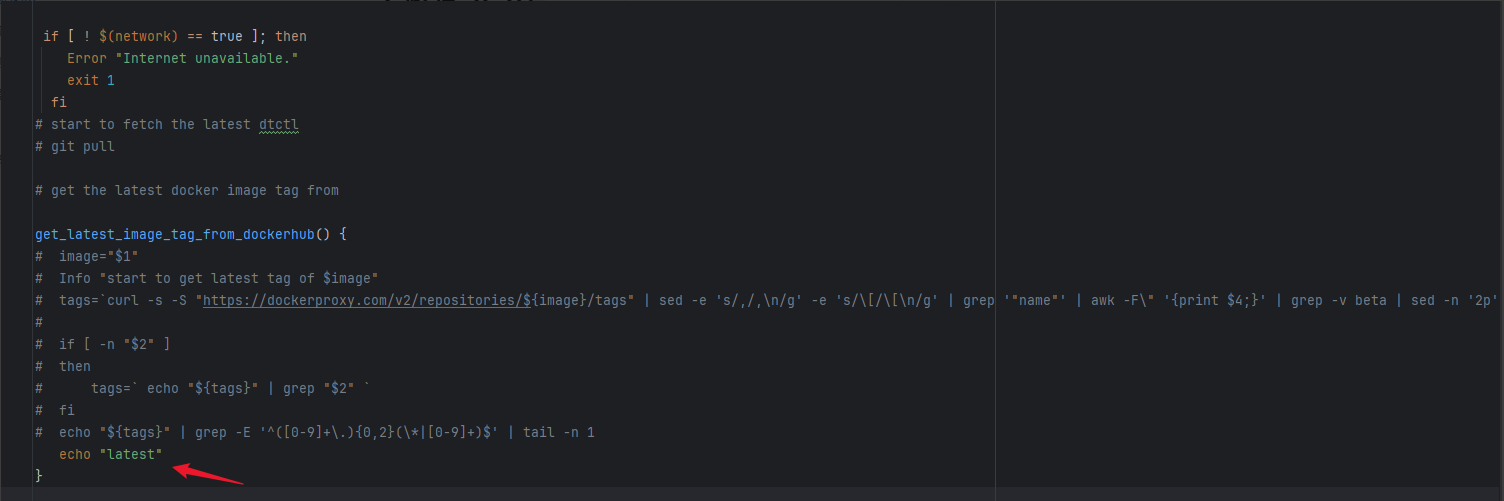 if [ ! $(network) == true ]; then
Error "Internet unavailable."
exit 1
fi
# start to fetch the latest dtctl
# git pull
# get the latest docker image tag from
get_latest_image_tag_from_dockerhub() {
#  image="$1"
#  Info "start to get latest tag of $image"
#  tags=`curl -s -S "https://dockerproxy.com/v2/repositories/${image}/tags" | sed -e 's/,/,\n/g' -e 's/\[/\[\n/g' | grep '"name"' | awk -F\" '{print $4;}' | grep -v beta | sed -n '2p'
#
#  if [ -n "$2" ]
#  then
#      tags=` echo "${tags}" | grep "$2" `
#  fi
#  echo "${tags}" | grep -E '^([0-9]+\.){0,2}(\*|[0-9]+)$' | tail -n 1
echo "latest"
}